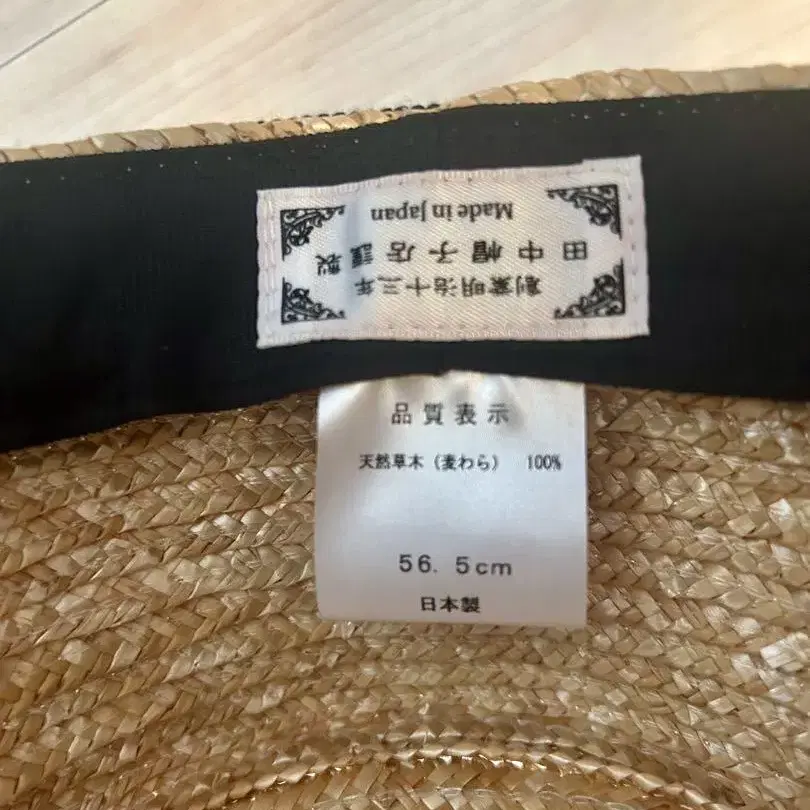 創業明治十三年
田中帽子店謹製
Made in Japan
品質表示
天然草木（麦わら） 100%
56. 5cm
日本製